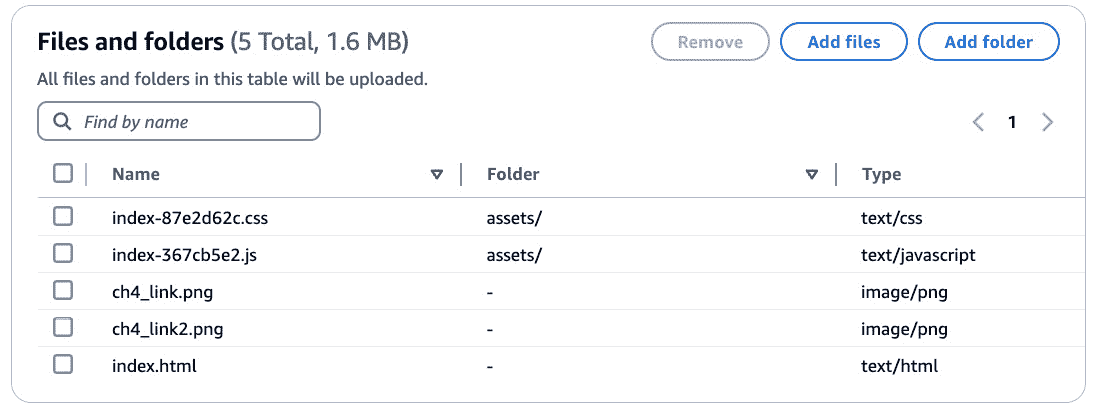 Files and folders (5 Total, 1.6 MB) Remove Add files Add folder
All files and folders in this table will be uploaded.
Find by name 1
Name Folder Type
index-87e2d62c.css assets/ text/css
index-367cb5e2.js assets/ text/javascript
ch4_link.png - image/png
ch4_link2.png - image/png
index.html - text/html